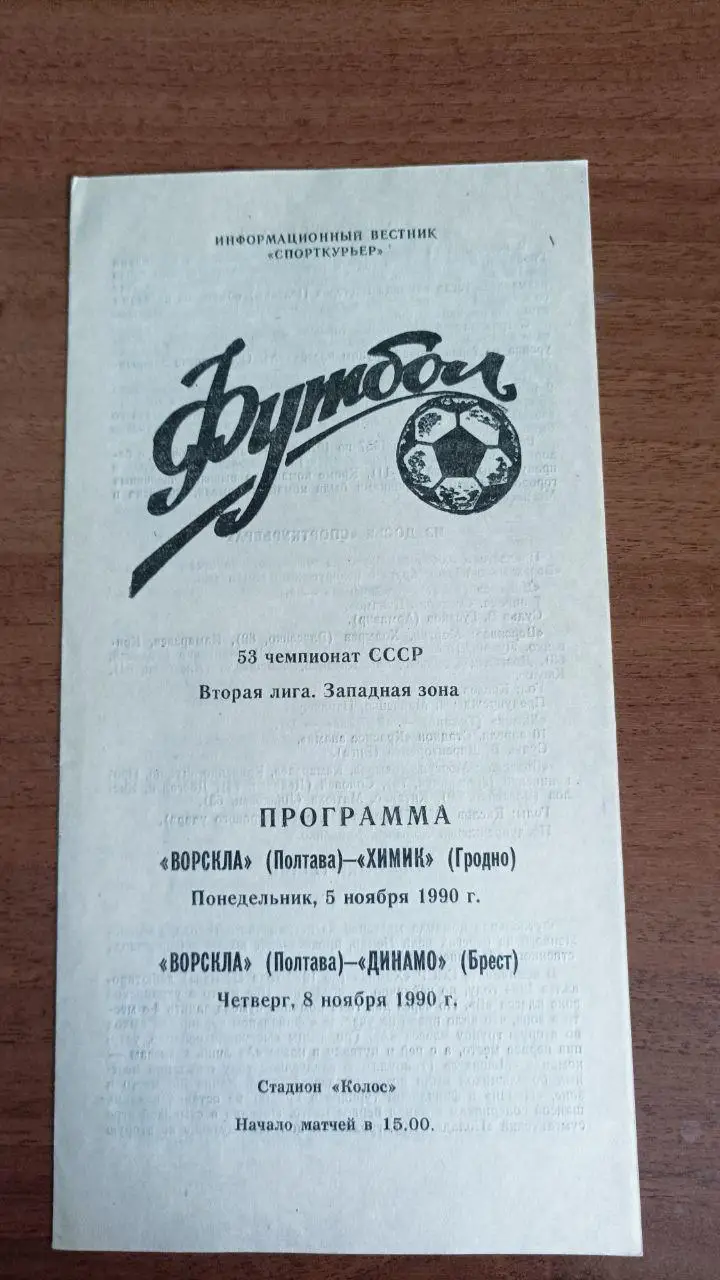 ИНФОРМАЦИОННЫЙ ВЕСТНИК
«СПОРТКУРЬЕР»
Футбол
53 чемпионат СССР
Вторая лига. Западная зона
ПРОГРАММА
«ВОРСКЛА» (Полтава)—«ХИМИК» (Гродно)
Понедельник, 5 ноября 1990 г.
«ВОРСКЛА» (Полтава)—«ДИНАМО» (Брест)
Четверг, 8 ноября 1990 г.
Стадион «Колос»
Начало матчей в 15.00.